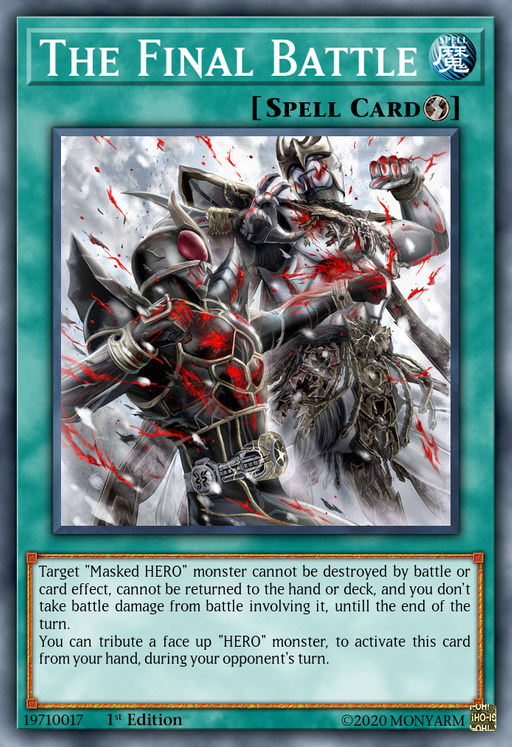 THE FINAL BATTLE
SPELL
魔
[SPELL CARD]
Target "Masked HERO" monster cannot be destroyed by battle or
card effect, cannot be returned to the hand or deck, and you don't
take battle damage from battle involving it, untill the end of the
turn.
You can tribute a face up "HERO" monster, to activate this card
from your hand, during your opponent's turn.
19710017 1st Edition ©2020 MONYARM